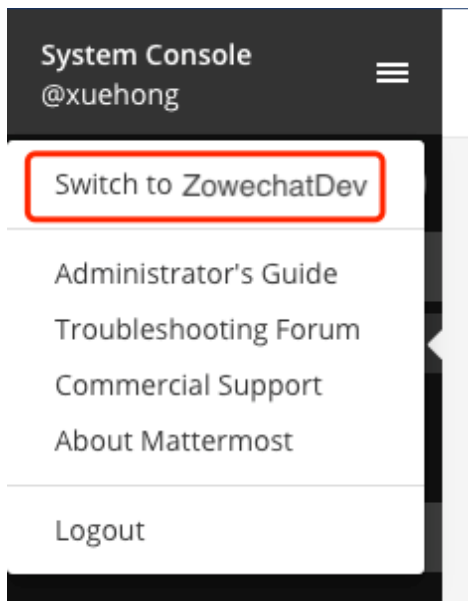 System Console
@xuehong
Switch to ZowechatDev
Administrator's Guide
Troubleshooting Forum
Commercial Support
About Mattermost
Logout